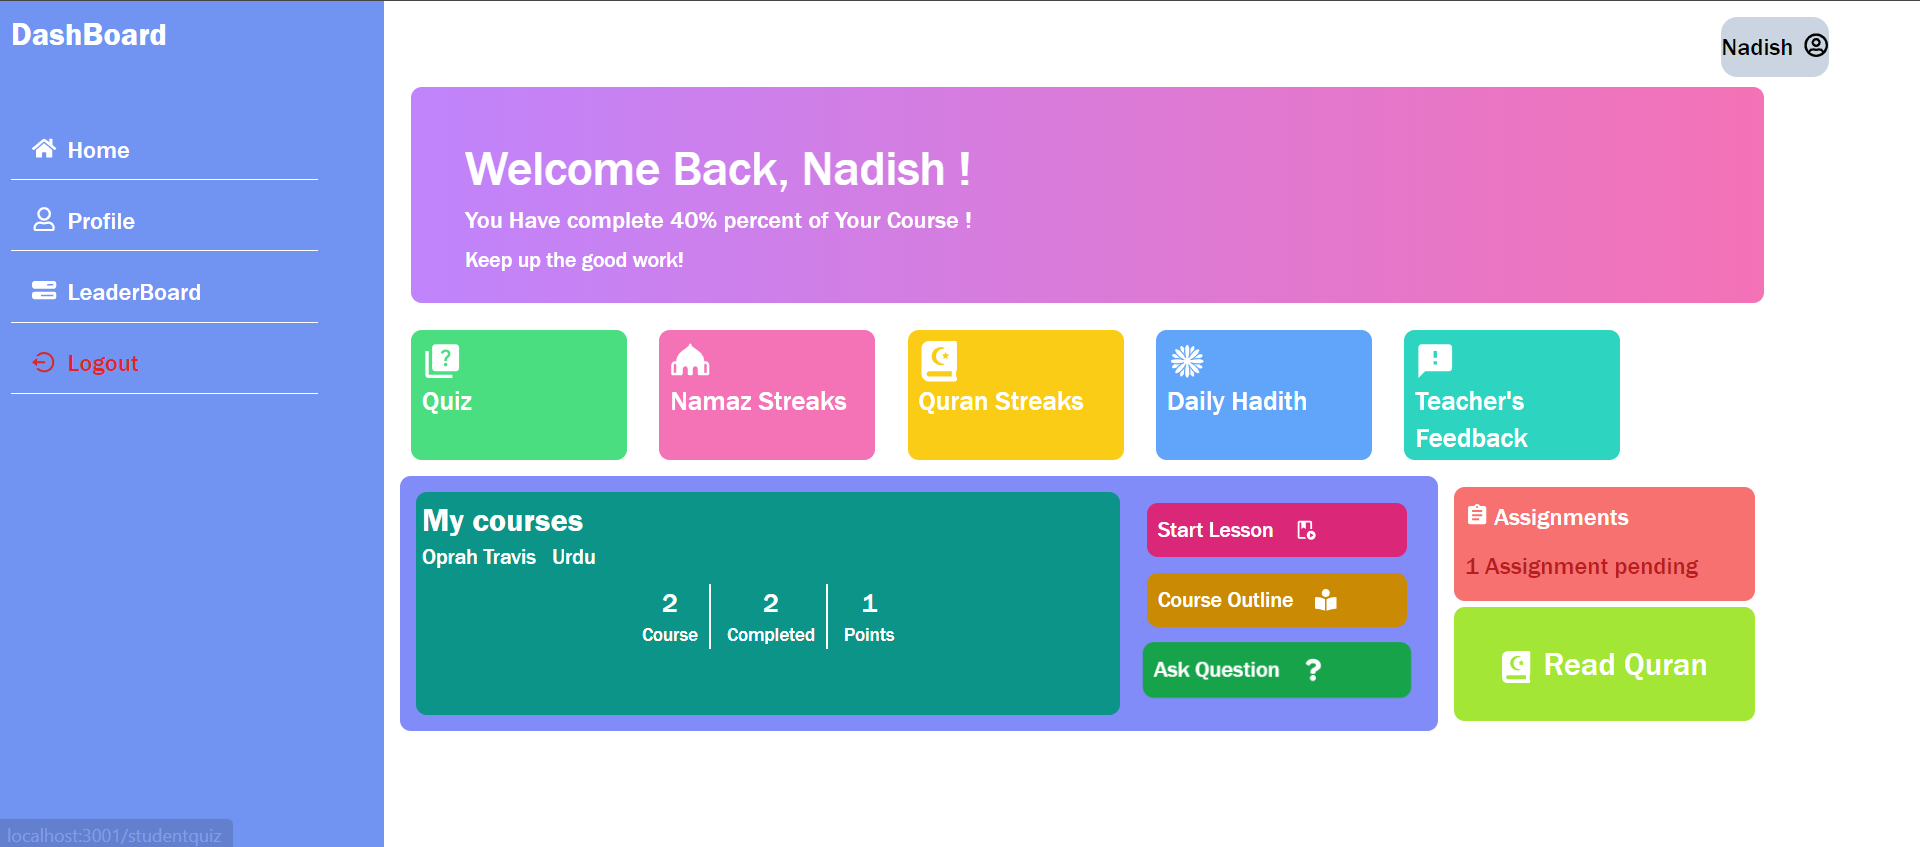 DashBoard
Nadish
Home
Profile
LeaderBoard
Logout
Welcome Back, Nadish !
You Have complete 40% percent of Your Course !
Keep up the good work!
Quiz
Namaz Streaks
Quran Streaks
Daily Hadith
Teacher's
Feedback
My courses
Oprah Travis Urdu
2
Course
2
Completed
1
Points
Start Lesson
Course Outline
Ask Question ?
Assignments
1 Assignment pending
Read Quran
localhost:3001/studentquiz